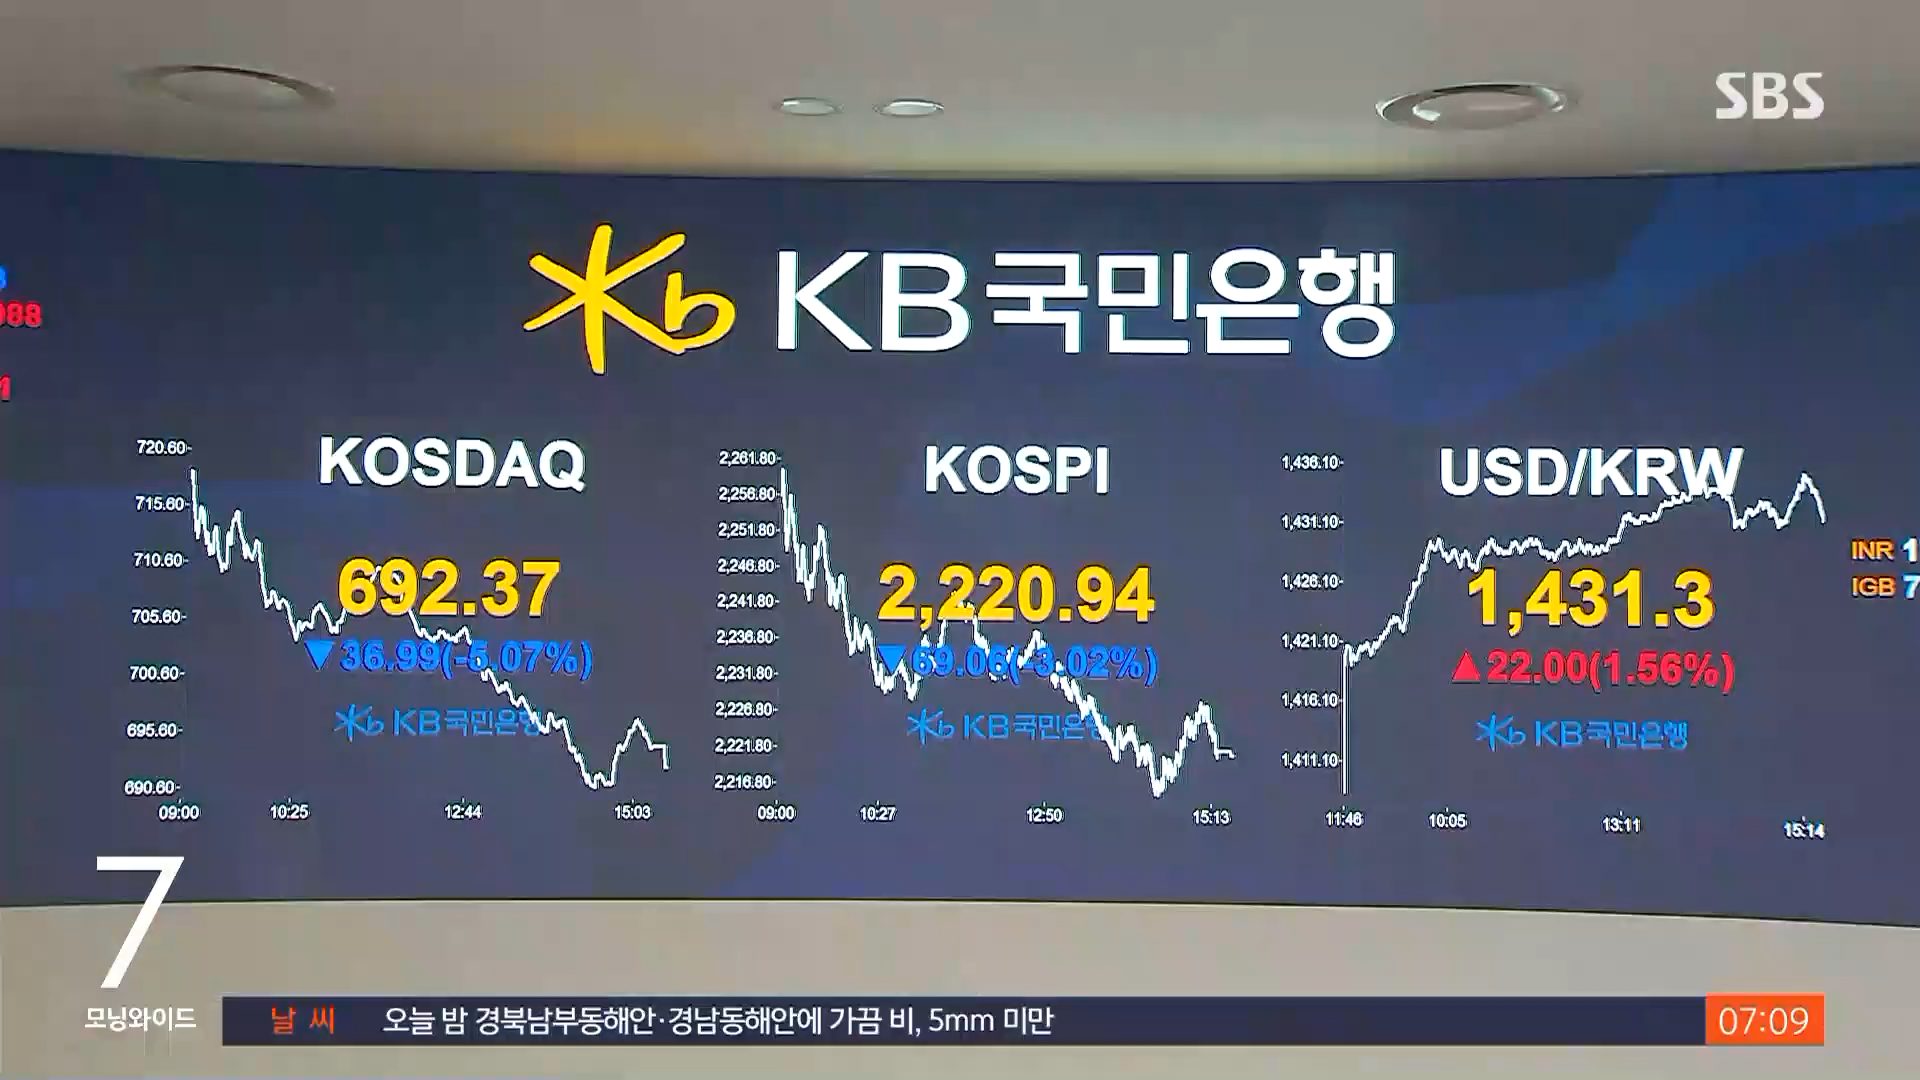 SBS
Kb KB국민은행
KOSDAQ
720.60
715.60
710.60
705.60
700.60
695.60
690.60
692.37
▼36.99(-5.07%)
Kb KB국민은행
09:00 10:25 12:44 15:03
KOSPI
2,261.80
2,256.80
2,251.80
2,246.80
2,241.80
2,236.80
2,231.80
2,226.80
2,221.80
2,216.80
2,220.94
▼69.06(-3.02%)
Kb KB국민은행
09:00 10:27 12:50 15:13
USD/KRW
1,436.10
1,431.10
1,426.10
1,421.10
1,416.10
1,411.10
1,431.3
▲22.00(1.56%)
Kb KB국민은행
11:46 10:05 13:11 15:14
INR 1
IGB 7
7
모닝와이드
날 씨 오늘 밤 경북남부동해안·경남동해안에 가끔 비, 5mm 미만
07:09